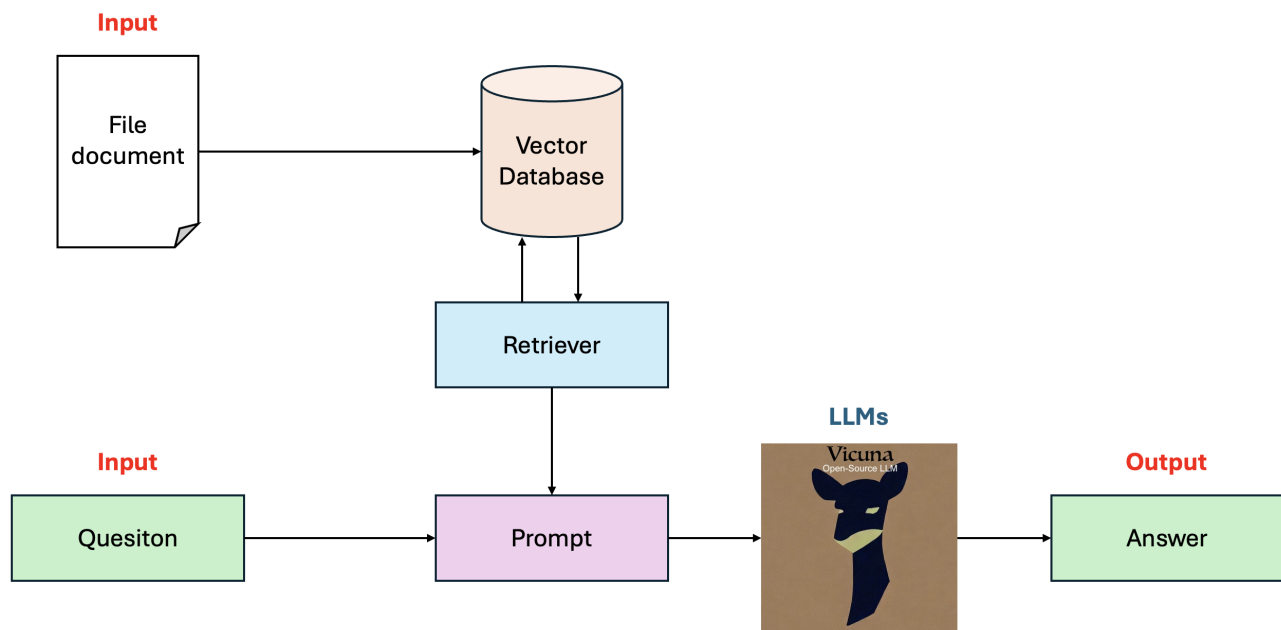 Input
File
document
Vector
Database
Retriever
LLMs
Vicuna
Open-Source LLM
Input
Output
Quesiton
Prompt
Answer